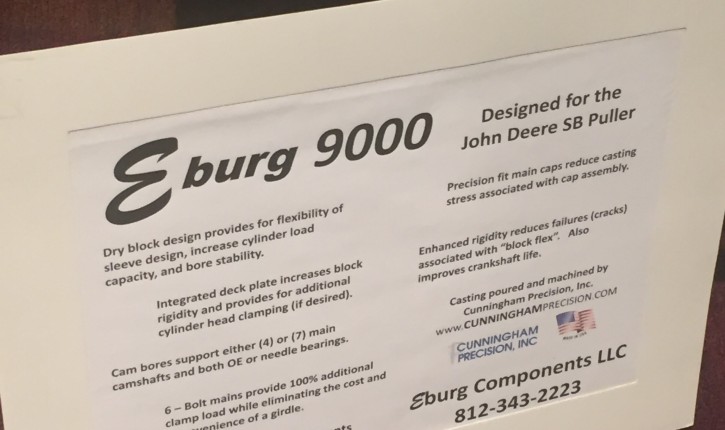 Eburg 9000
Dry block design provides for flexibility of
sleeve design, increase cylinder load
capacity, and bore stability.
Integrated deck plate increases block
rigidity and provides for additional
cylinder head clamping (if desired).
Cam bores support either (4) or (7) main
camshafts and both OE or needle bearings.
6 – Bolt mains provide 100% additional
clamp load while eliminating the cost and
of a girdle.
Designed for the
John Deere SB Puller
Precision fit main caps reduce casting
stress associated with cap assembly.
Enhanced rigidity reduces failures (cracks)
associated with "block flex". Also
improves crankshaft life.
Casting poured and machined by
Cunningham Precision, Inc.
www.CUNNINGHAMPRECISION.COM
CUNNINGHAM
PRECISION, INC
Eburg Components LLC
812-343-2223